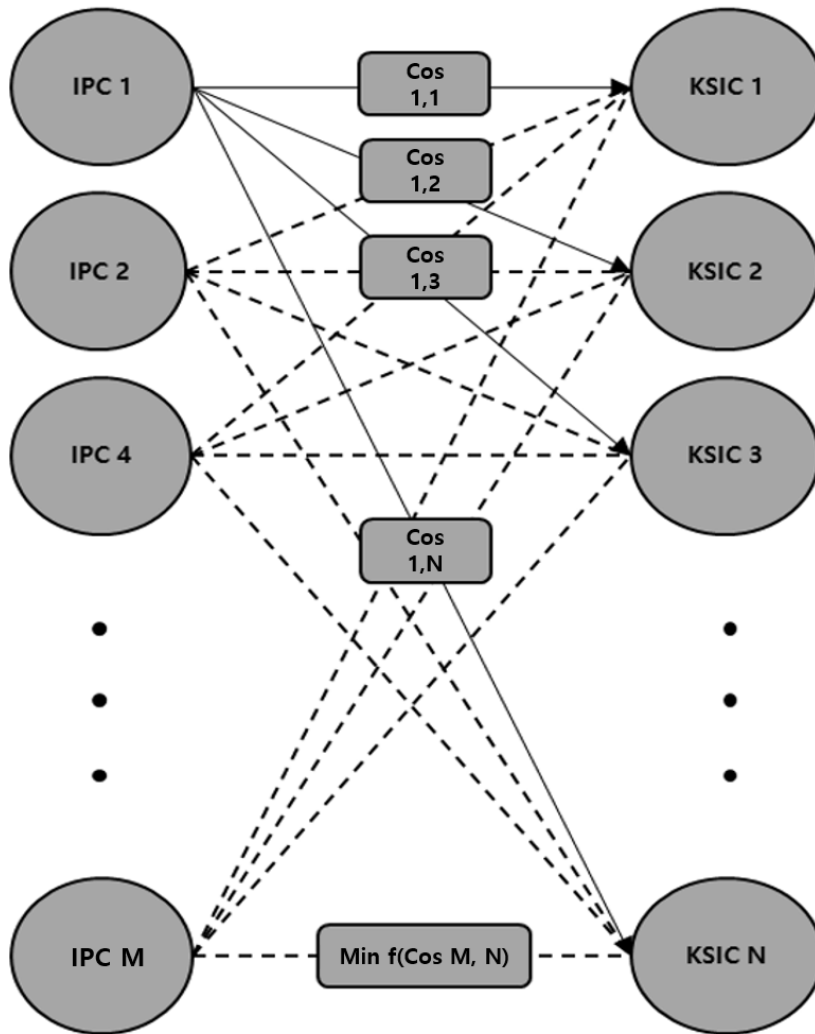 IPC 1
Cos
1,1
KSIC 1
Cos
1,2
IPC 2
Cos
1,3
KSIC 2
IPC 4
KSIC 3
Cos
1,N
IPC M
Min f(Cos M, N)
KSIC N